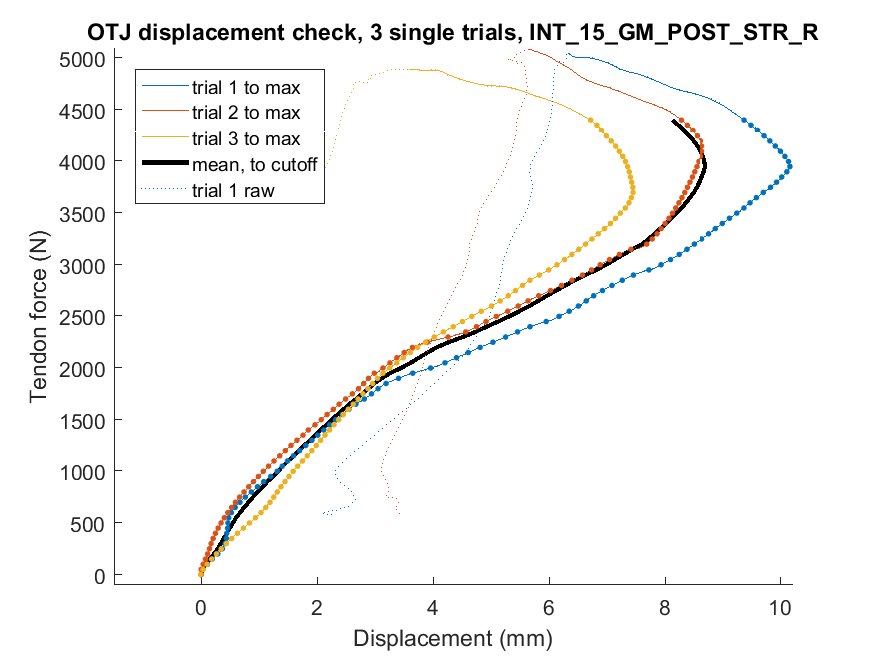 OTJ displacement check, 3 single trials, INT_15_GM_POST_STR_R
5000
4500
4000
3500
3000
2500
2000
1500
1000
500
0
Tendon force (N)
trial 1 to max
trial 2 to max
trial 3 to max
mean, to cutoff
trial 1 raw
0 2 4 6 8 10
Displacement (mm)